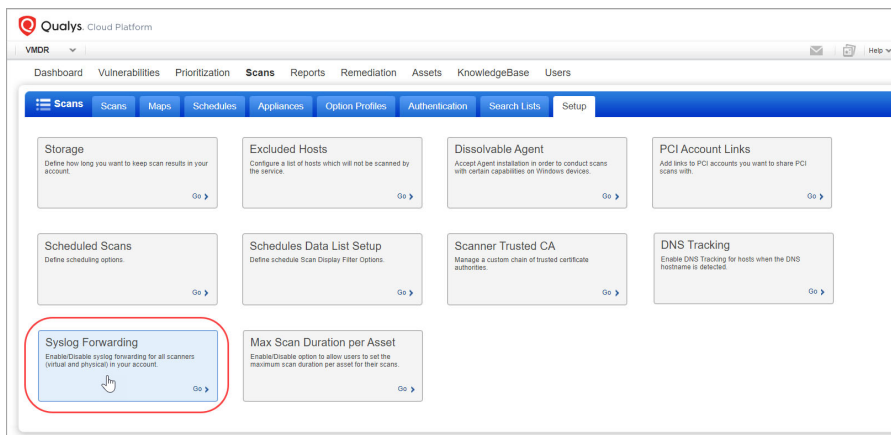 Qualys. Cloud Platform
VMDR
Help
Dashboard Vulnerabilities Prioritization Scans Reports Remediation Assets KnowledgeBase Users
Scans Scans Maps Schedules Appliances Option Profiles Authentication Search Lists Setup
Storage
Define how long you want to keep scan results in your
account.
Go
Excluded Hosts
Configure a list of hosts which will not be scanned by
the service.
Go
Dissolvable Agent
Accept Agent installation in order to conduct scans
with certain capabilities on Windows devices.
Go
PCI Account Links
Add links to PCI accounts you want to share PCI
scans with.
Go
Scheduled Scans
Define scheduling options.
Go
Schedules Data List Setup
Define schedule Scan Display Filter Options.
Go
Scanner Trusted CA
Manage a custom chain of trusted certificate
authorities.
Go
DNS Tracking
Enable DNS Tracking for hosts when the DNS
hostname is detected.
Go
Syslog Forwarding
Enable/Disable syslog forwarding for all scanners
(virtual and physical) in your account.
Go
Max Scan Duration per Asset
Enable/Disable option to allow users to set the
maximum scan duration per asset for their scans.
Go